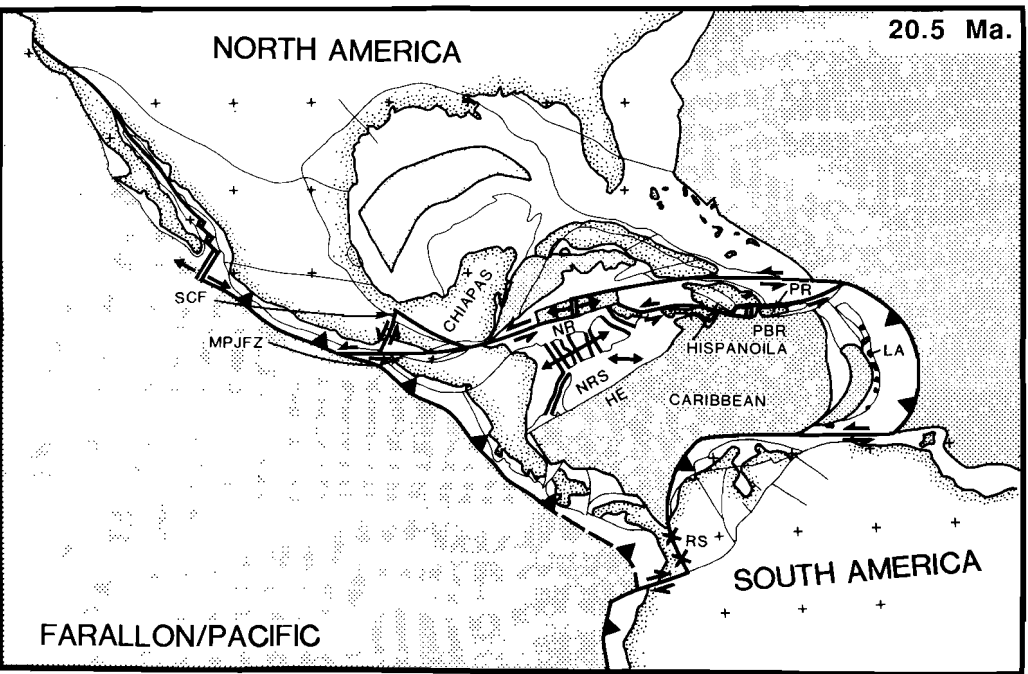 20.5 Ma.
NORTH AMERICA
CHIAPAS
SCF
MPJFZ
NR
NRS
HE
PR
PBR
HISPANOILA
LA
CARIBBEAN
RS
SOUTH AMERICA
FARALLON/PACIFIC